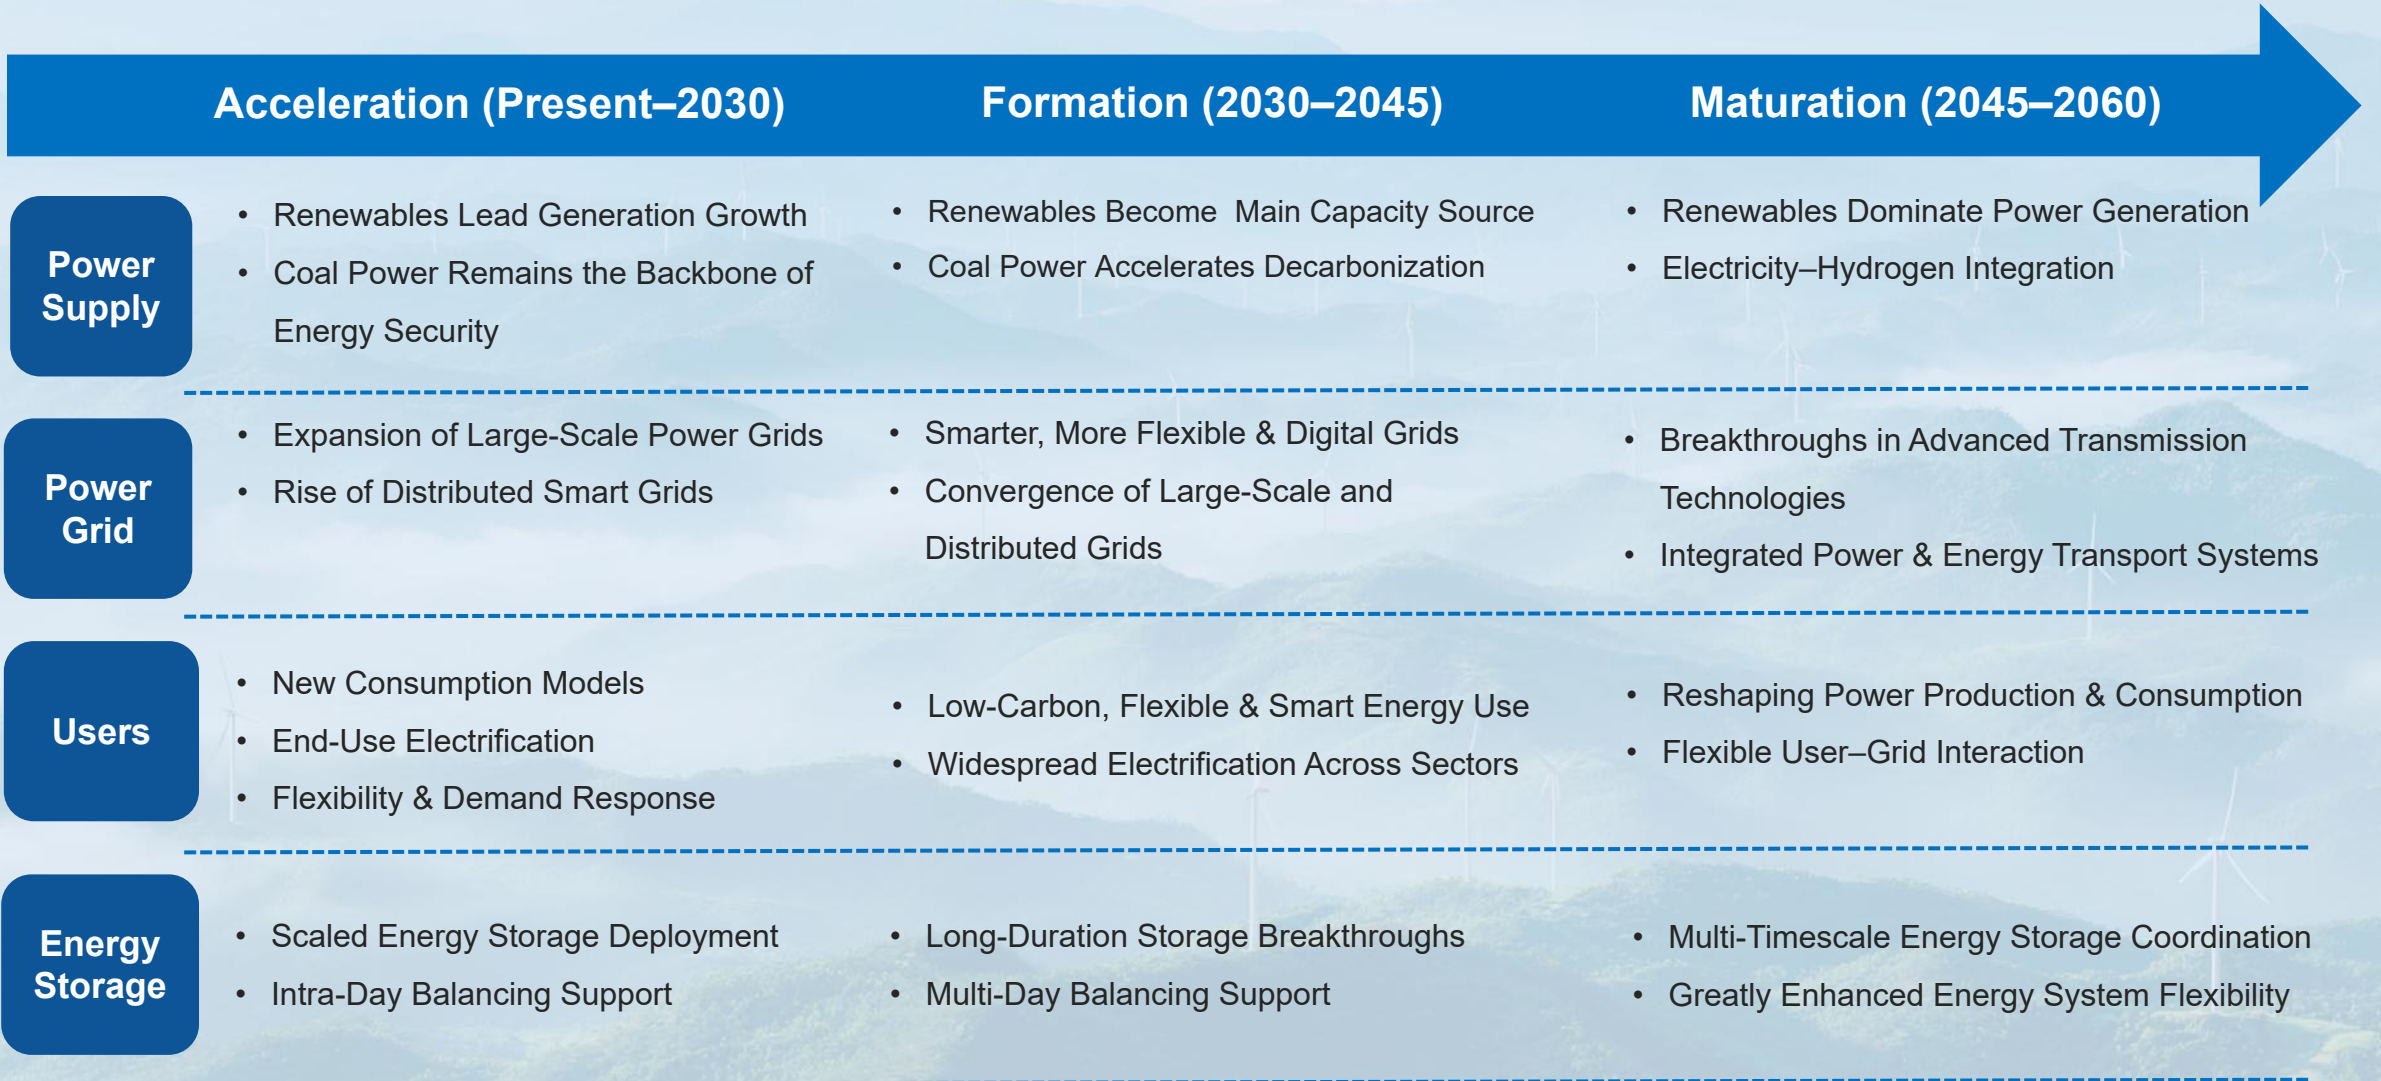 Acceleration (Present–2030)
Formation (2030–2045)
Maturation (2045–2060)
Power
Supply
• Renewables Lead Generation Growth
• Coal Power Remains the Backbone of
Energy Security
• Renewables Become  Main Capacity Source
• Coal Power Accelerates Decarbonization
• Renewables Dominate Power Generation
• Electricity–Hydrogen Integration
Power
Grid
• Expansion of Large-Scale Power Grids
• Rise of Distributed Smart Grids
• Smarter, More Flexible & Digital Grids
• Convergence of Large-Scale and
Distributed Grids
• Breakthroughs in Advanced Transmission
Technologies
• Integrated Power & Energy Transport Systems
Users
• New Consumption Models
• End-Use Electrification
• Flexibility & Demand Response
• Low-Carbon, Flexible & Smart Energy Use
• Widespread Electrification Across Sectors
• Reshaping Power Production & Consumption
• Flexible User–Grid Interaction
Energy
Storage
• Scaled Energy Storage Deployment
• Intra-Day Balancing Support
• Long-Duration Storage Breakthroughs
• Multi-Day Balancing Support
• Multi-Timescale Energy Storage Coordination
• Greatly Enhanced Energy System Flexibility